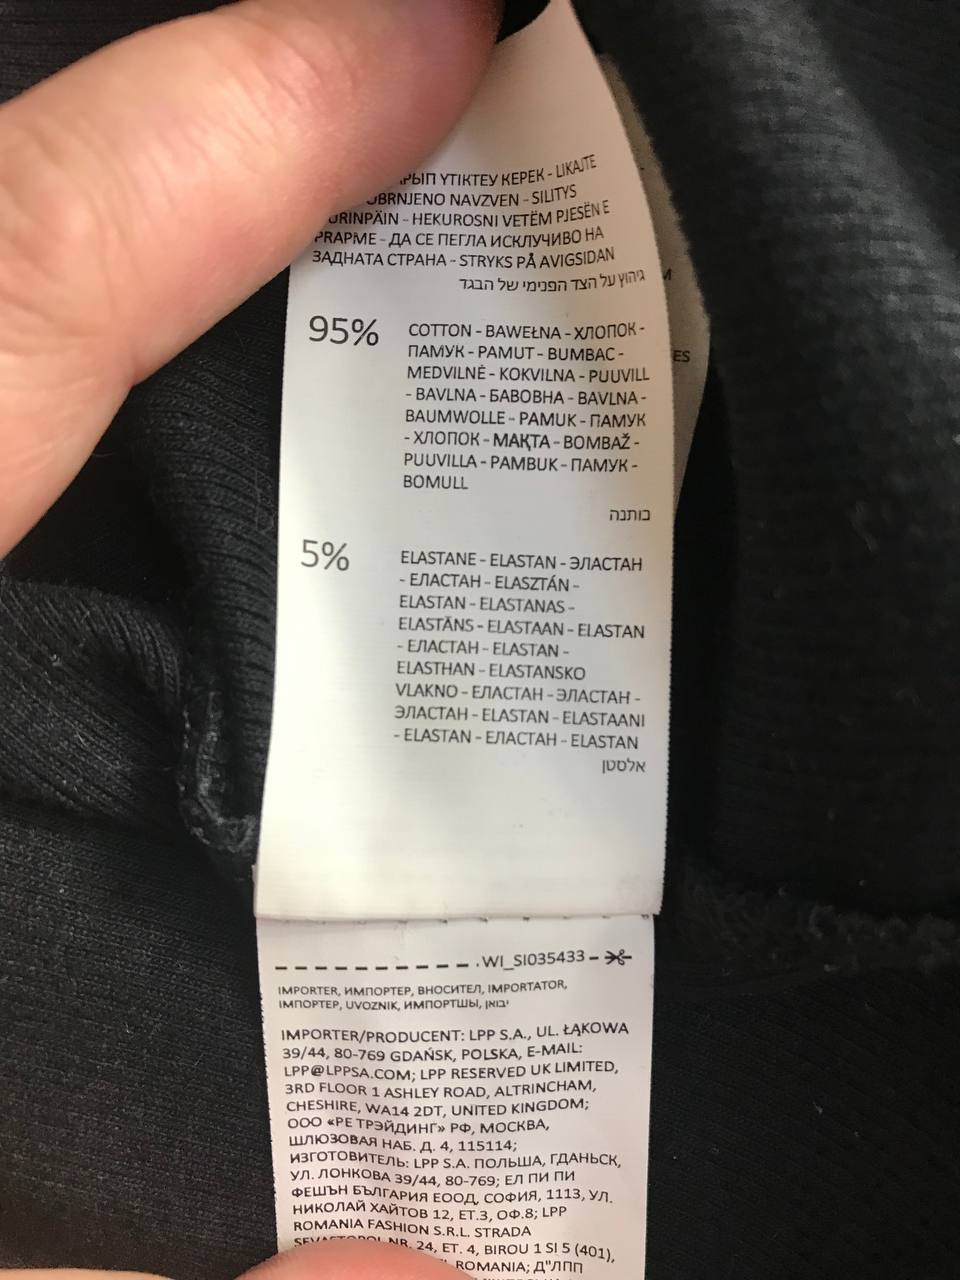 ҮТІКТЕУ КЕРЕК - LIKAJTE
OBRNJENO NAVZVEN - SILITYS
NURINPÄIN - HEKUROSNI VETËM PJESËN E
PRAPME - ДА СЕ ПЕГЛА ИСКЛУЧИВО НА
ЗАДНАТА СТРАНА - STRYKS PÅ AVIGSIDAN
גיהוץ על הצד הפנימי של הבגד
M
ES
95%
COTTON - BAWEŁNA - ХЛОПОК -
ПАМУК - PAMUT - BUMBAC -
MEDVILNĖ - KOKVILNA - PUUVILL
- BAVLNA - БАВОВНА - BAVLNA -
BAUMWOLLE - PAMUK - ПАМУК
- ХЛОПОК - МАҚТА - BOMBAŽ -
PUUVILLA - PAMBUK - ПАМУК -
BOMULL
כותנה
5%
ELASTANE - ELASTAN - ЭЛАСТАН
- ЕЛАСТАН - ELASZTÁN -
ELASTAN - ELASTANAS -
ELASTĀNS - ELASTAAN - ELASTAN
- ЕЛАСТАН - ELASTAN -
ELASTHAN - ELASTANSKO
VLAKNO - ЕЛАСТАН - ЭЛАСТАН -
ЭЛАСТАН - ELASTAN - ELASTAANI
- ELASTAN - ЕЛАСТАН - ELASTAN
אלסטן
WI_SI035433
IMPORTER, ИМПОРТЕР, ВНОСИТЕЛ, IMPORTATOR,
ІМПОРТЕР, UVOZNIK, ИМПОРТШЫ, יבואן
IMPORTER/PRODUCENT: LPP S.A., UL. ŁĄKOWA
39/44, 80-769 GDAŃSK, POLSKA, E-MAIL:
LPP@LPPSA.COM; LPP RESERVED UK LIMITED,
3RD FLOOR 1 ASHLEY ROAD, ALTRINCHAM,
CHESHIRE, WA14 2DT, UNITED KINGDOM;
ООО «РЕ ТРЭЙДИНГ» РФ, МОСКВА,
ШЛЮЗОВАЯ НАБ. Д. 4, 115114;
ИЗГОТОВИТЕЛЬ: LPP S.A. ПОЛЬША, ГДАНЬСК,
УЛ. ЛОНКОВА 39/44, 80-769; ЕЛ ПИ ПИ
ФЕШЪН БЪЛГАРИЯ ЕООД, СОФИЯ, 1113, УЛ.
НИКОЛАЙ ХАЙТОВ 12, ЕТ.3, ОФ.8; LPP
ROMANIA FASHION S.R.L. STRADA
NR. 24, ET. 4, BIROU 1 SI 5 (401),
ROMANIA; Д"ЛПП